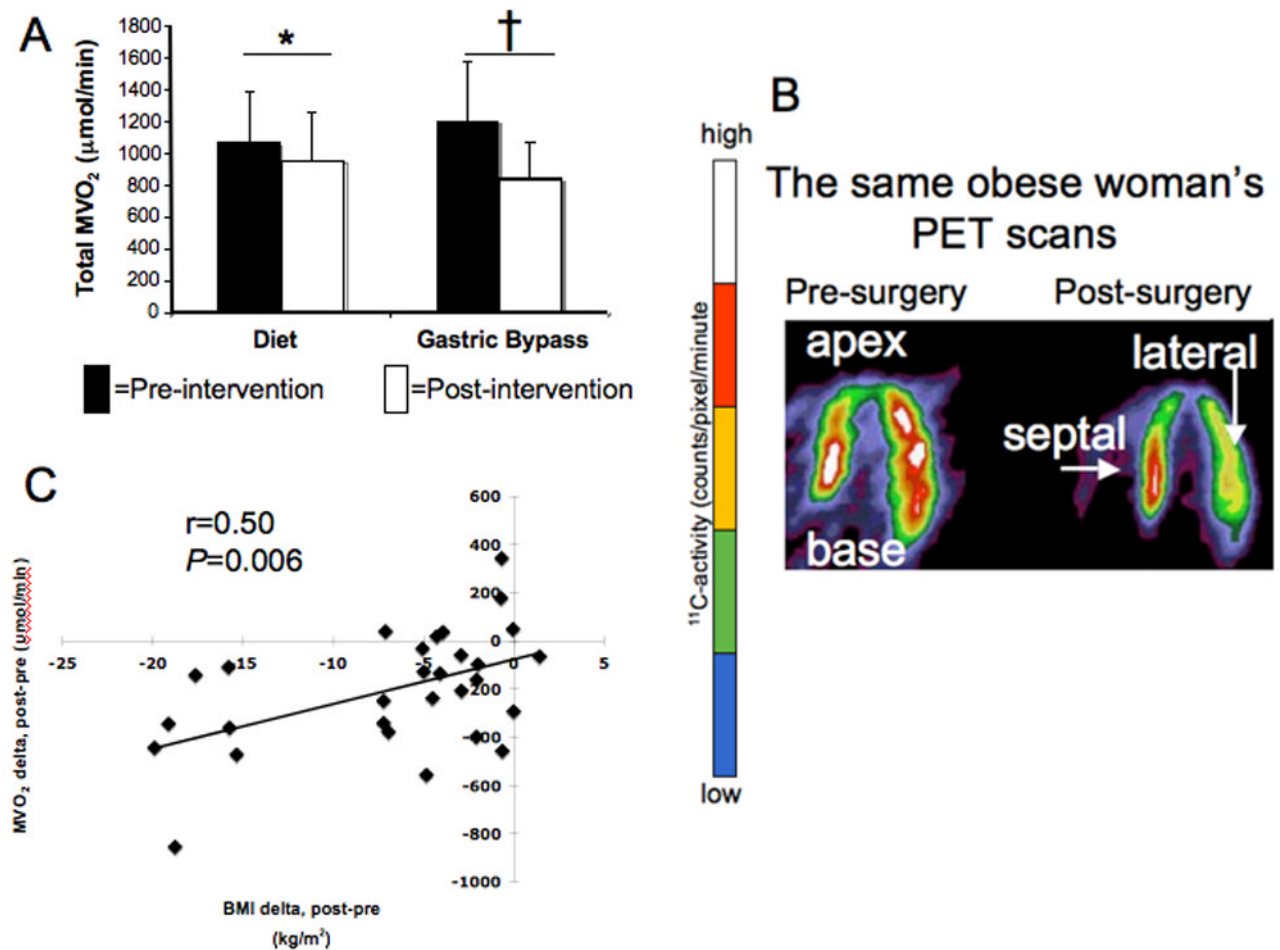 A
Total MVO₂ (μmol/min)
1800
1600
1400
1200
1000
800
600
400
200
0
*
†
Diet
Gastric Bypass
=Pre-intervention
=Post-intervention
B
high
¹¹C-activity (counts/pixel/minute
low
The same obese woman's
PET scans
Pre-surgery
Post-surgery
apex
base
septal
lateral
C
r=0.50
P=0.006
MVO₂ delta, post-pre (umol/min)
600
400
200
0
-200
-400
-600
-800
-1000
-25
-20
-15
-10
-5
0
5
BMI delta, post-pre
(kg/m²)